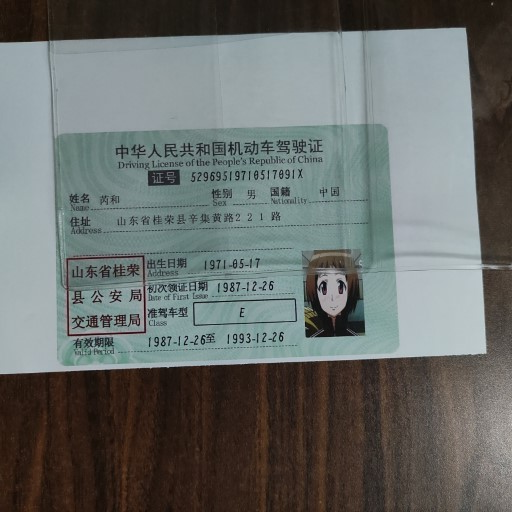 中华人民共和国机动车驾驶证
Driving License of the People's Republic of China
证号 52969519710517091X
姓名 芮和 性别 男 国籍 中国
Name Sex Nationality
住址 山东省桂荣县辛集黄路221路
Address
山东省桂荣
县公安局
交通管理局
出生日期 1971-05-17
Address
初次领证日期 1987-12-26
Date of First Issue
准驾车型 E
Class
有效期限 1987-12-26至 1993-12-26
Valid Period